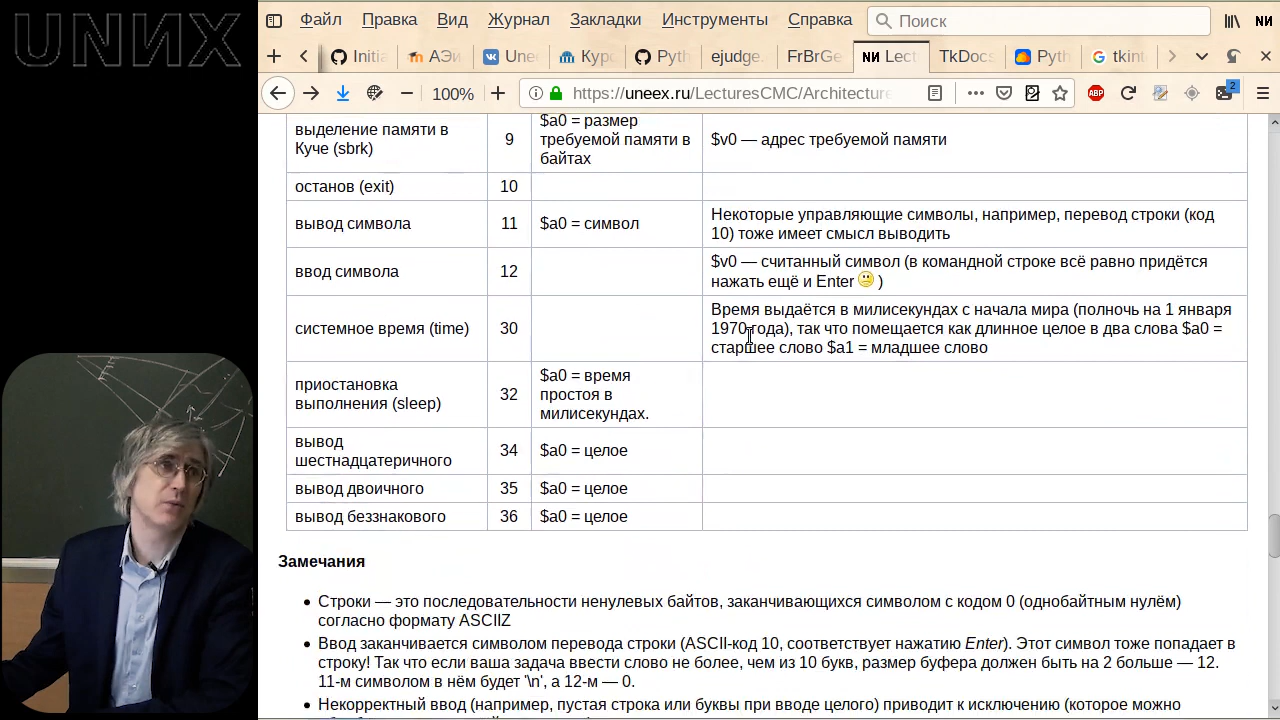 UNИX
Файл Правка Вид Журнал Закладки Инструменты Справка Поиск
Initia АЭи Unee Курс Pyth ejudge. FrBrGe Lect TkDocs Pyth tkint
100% https://uneex.ru/LecturesCMC/Architecture ABP 2
выделение памяти в
Куче (sbrk)
9
$a0 = размер
требуемой памяти в
байтах
$v0 — адрес требуемой памяти
останов (exit) 10
вывод символа 11 $a0 = символ
Некоторые управляющие символы, например, перевод строки (код
10) тоже имеет смысл выводить
ввод символа 12
$v0 — считанный символ (в командной строке всё равно придётся
нажать ещё и Enter )
системное время (time) 30
Время выдаётся в милисекундах с начала мира (полночь на 1 января
1970 года), так что помещается как длинное целое в два слова $a0 =
старшее слово $a1 = младшее слово
приостановка
выполнения (sleep)
32
$a0 = время
простоя в
милисекундах.
вывод
шестнадцатеричного
34 $a0 = целое
вывод двоичного 35 $a0 = целое
вывод беззнакового 36 $a0 = целое
Замечания
Строки — это последовательности ненулевых байтов, заканчивающихся символом с кодом 0 (однобайтным нулём)
согласно формату ASCIIZ
Ввод заканчивается символом перевода строки (ASCII-код 10, соответствует нажатию Enter). Этот символ тоже попадает в
строку! Так что если ваша задача ввести слово не более, чем из 10 букв, размер буфера должен быть на 2 больше — 12.
11-м символом в нём будет '\n', а 12-м — 0.
Некорректный ввод (например, пустая строка или буквы при вводе целого) приводит к исключению (которое можно